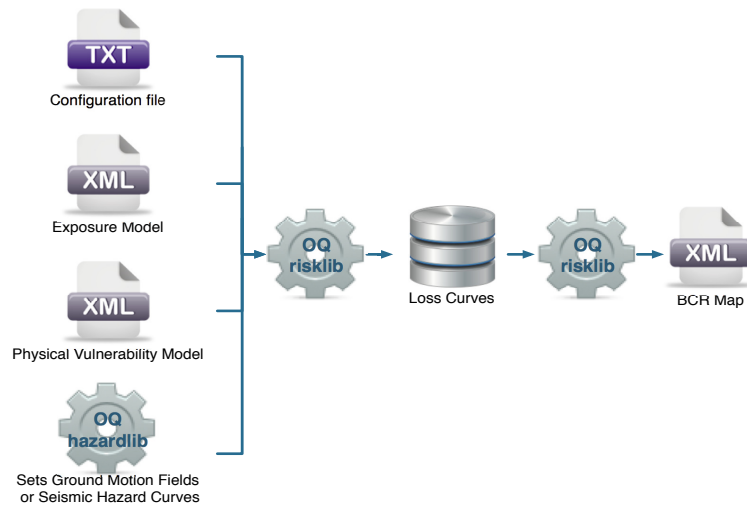 TXT
Configuration file
XML
Exposure Model
XML
Physical Vulnerability Model
OQ
hazardlib
Sets Ground Motion Fields
or Seismic Hazard Curves
OQ
risklib
Loss Curves
OQ
risklib
XML
BCR Map